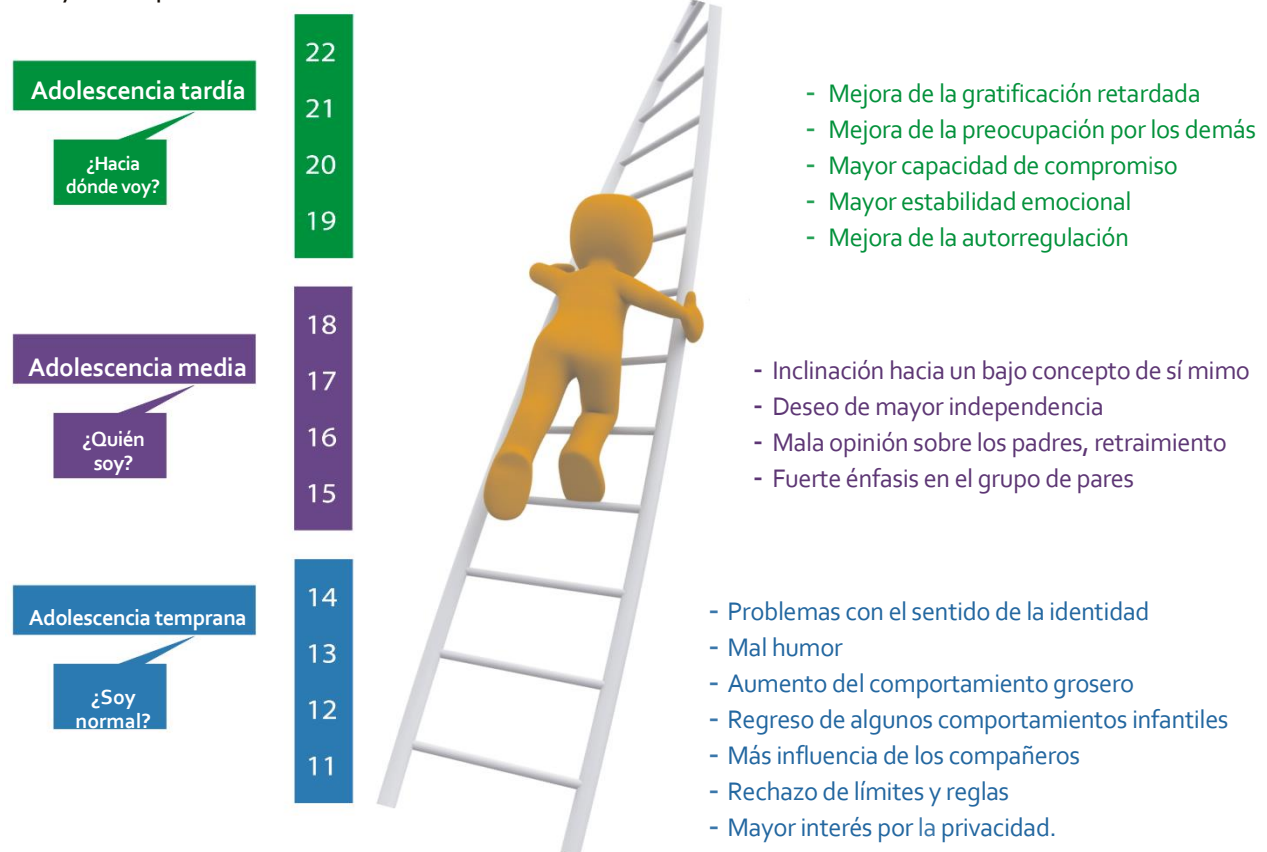 Adolescencia tardía
¿Hacia
dónde voy?
22
21
20
19
- Mejora de la gratificación retardada
- Mejora de la preocupación por los demás
- Mayor capacidad de compromiso
- Mayor estabilidad emocional
- Mejora de la autorregulación
Adolescencia media
¿Quién
soy?
18
17
16
15
- Inclinación hacia un bajo concepto de sí mimo
- Deseo de mayor independencia
- Mala opinión sobre los padres, retraimiento
- Fuerte énfasis en el grupo de pares
Adolescencia temprana
¿Soy
normal?
14
13
12
11
- Problemas con el sentido de la identidad
- Mal humor
- Aumento del comportamiento grosero
- Regreso de algunos comportamientos infantiles
- Más influencia de los compañeros
- Rechazo de límites y reglas
- Mayor interés por la privacidad.